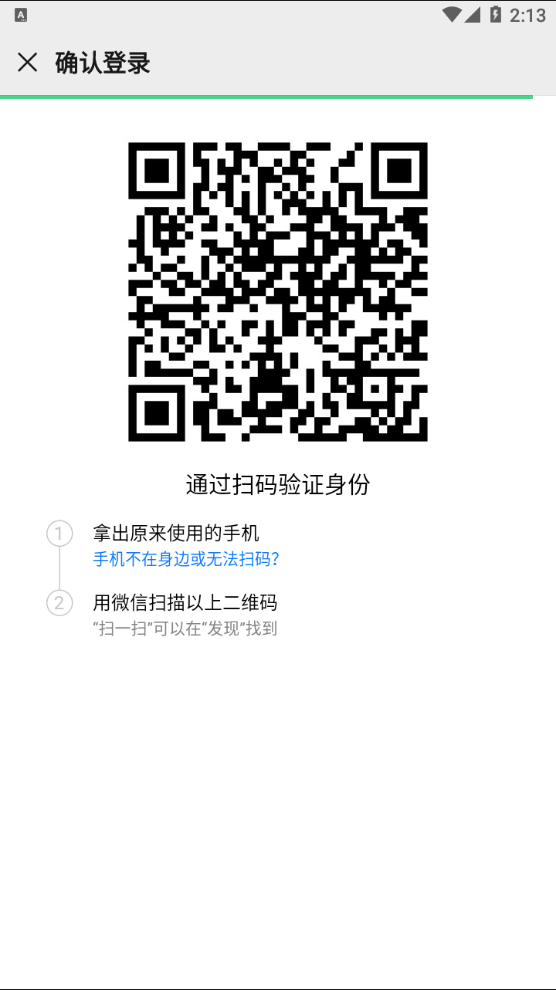 A
2:13
确认登录
通过扫码验证身份
1
拿出原来使用的手机
手机不在身边或无法扫码?
2
用微信扫描以上二维码
“扫一扫”可以在“发现”找到